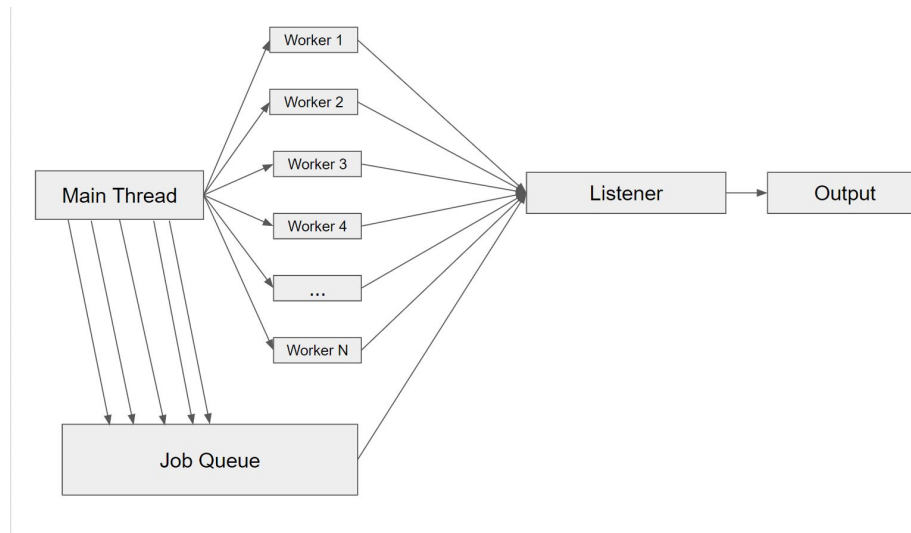 Worker 1
Worker 2
Worker 3
Main Thread
Listener
Output
Worker 4
...
Worker N
Job Queue